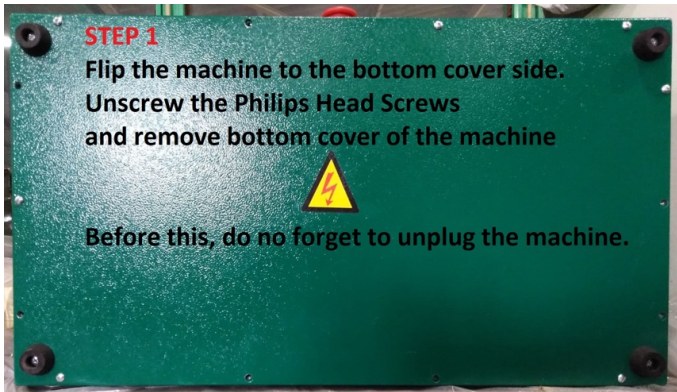 STEP 1
Flip the machine to the bottom cover side.
Unscrew the Philips Head Screws
and remove bottom cover of the machine
Before this, do no forget to unplug the machine.